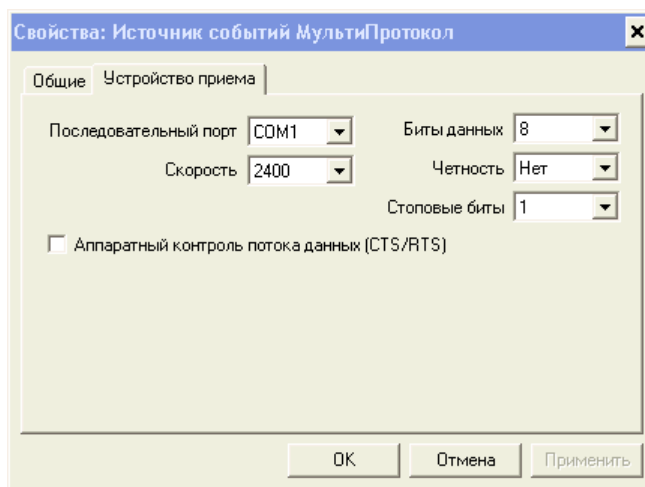 Свойства: Источник событий МультиПротокол
Общие Устройство приема
Последовательный порт COM1 Биты данных 8
Скорость 2400 Четность Нет
Стоповые биты 1
Аппаратный контроль потока данных (CTS/RTS)
OK Отмена Применить